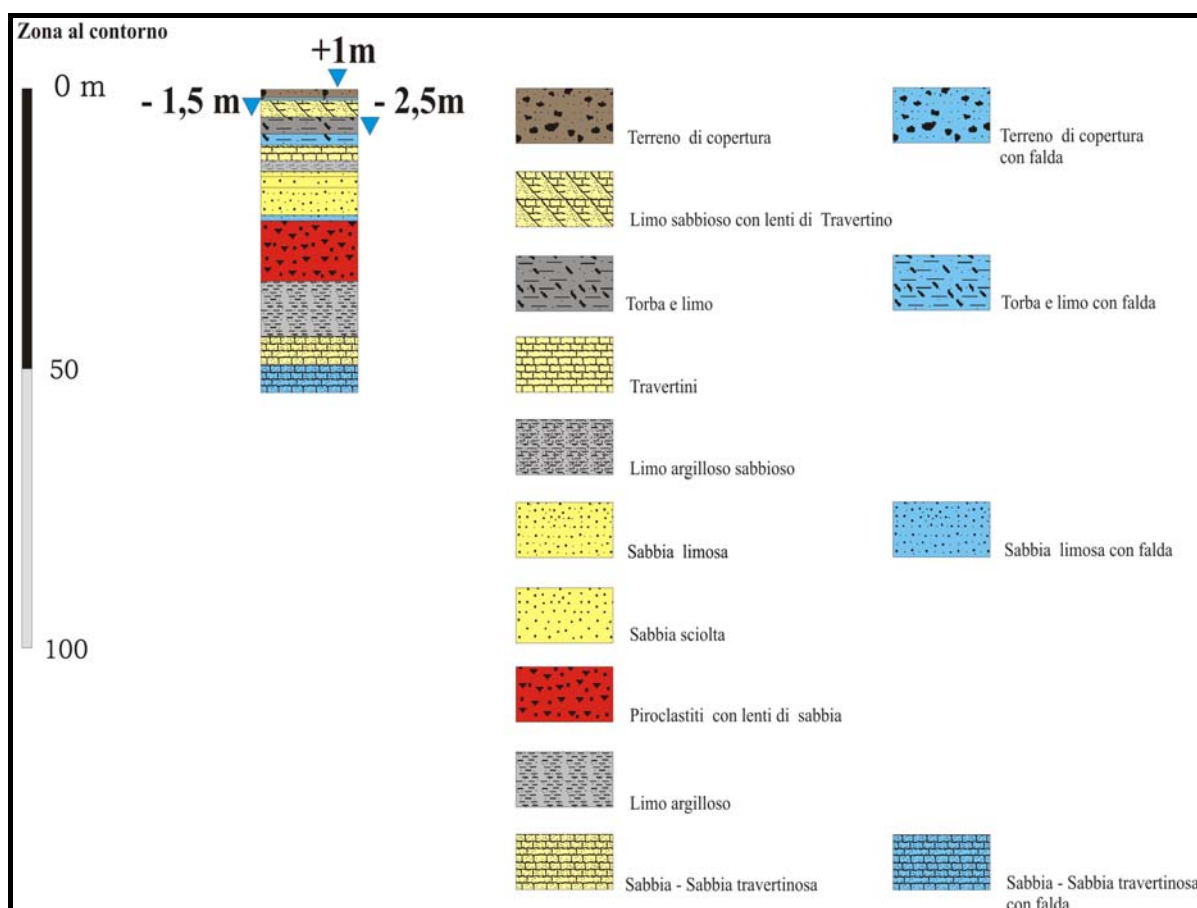 Zona al contorno
+1m
0 m
- 1,5 m
- 2,5m
50
100
Terreno di copertura
Terreno di copertura
con falda
Limo sabbioso con lenti di Travertino
Torba e limo
Torba e limo con falda
Travertini
Limo argilloso sabbioso
Sabbia limosa
Sabbia limosa con falda
Sabbia sciolta
Piroclastiti con lenti di sabbia
Limo argilloso
Sabbia - Sabbia travertinosa
Sabbia - Sabbia travertinosa
con falda